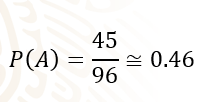 P(A) = 45/96 ≅ 0.46